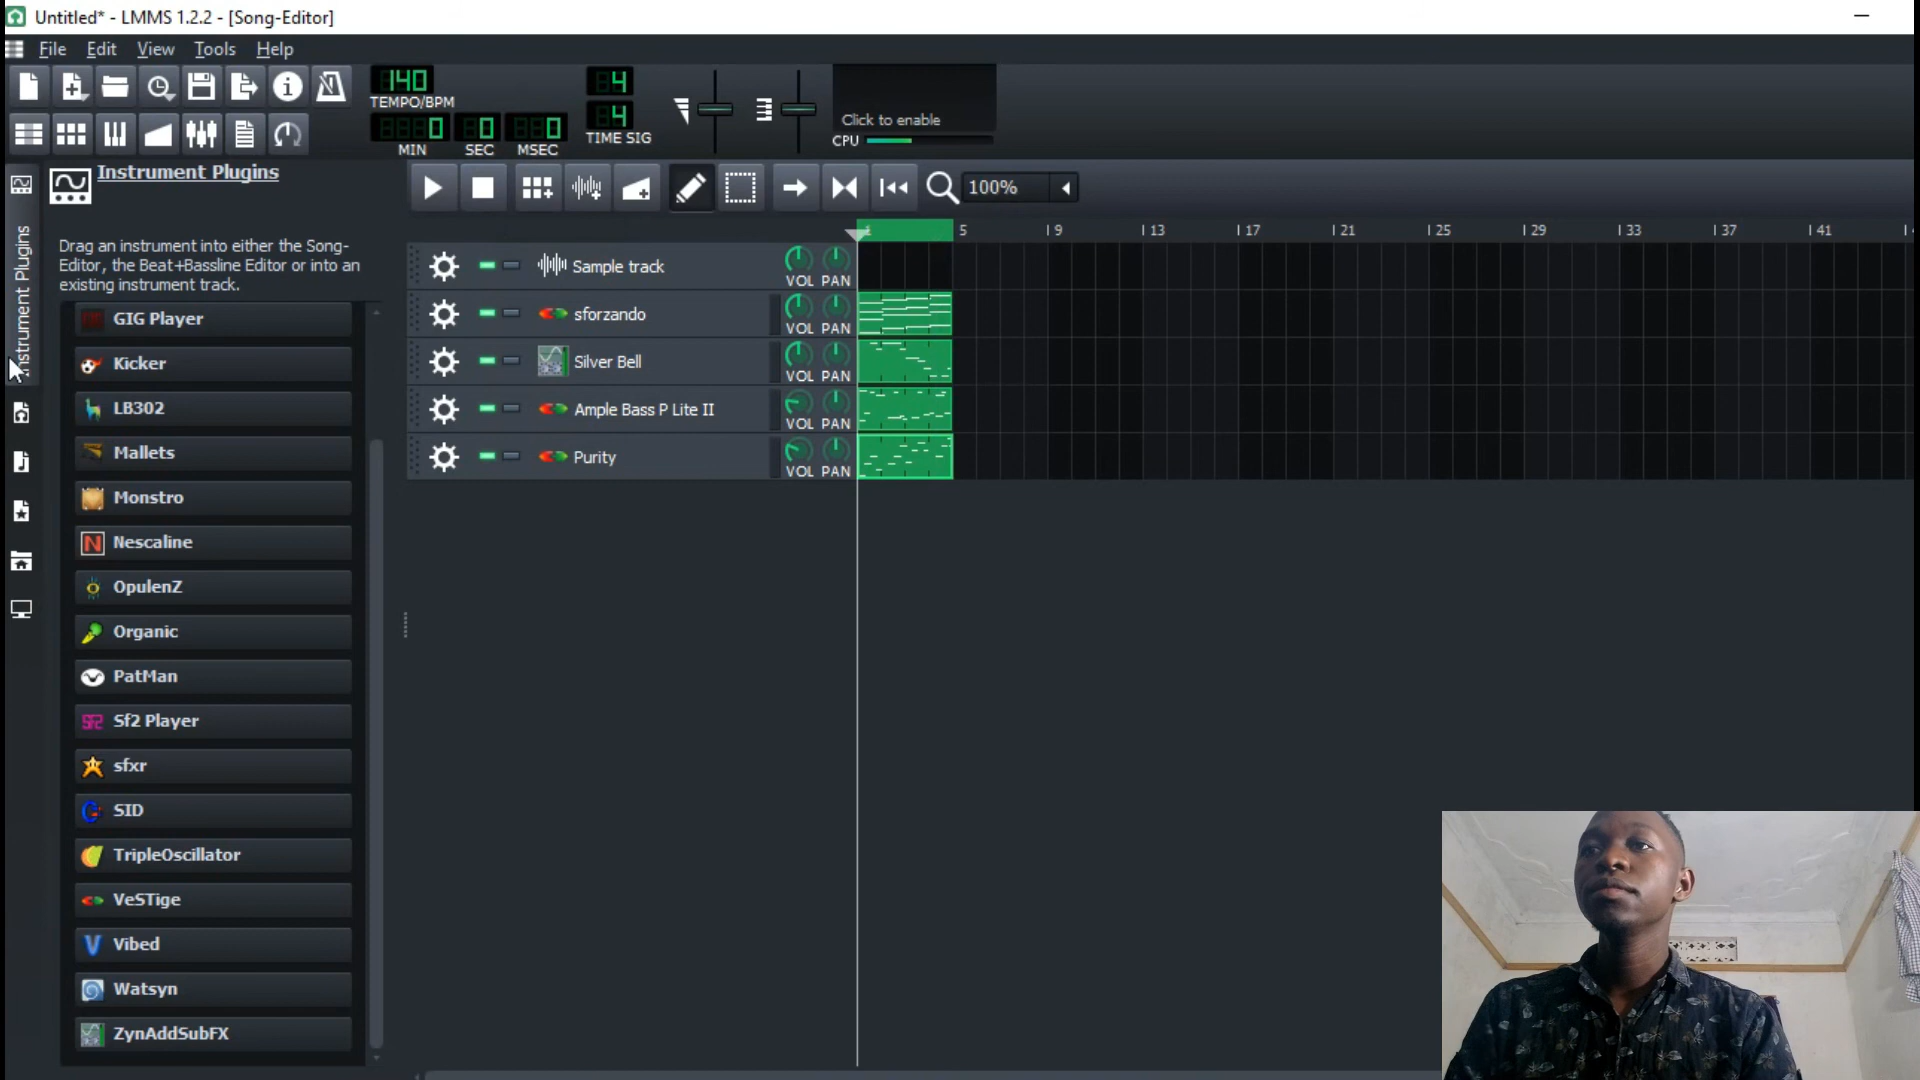 Untitled* - LMMS 1.2.2 - [Song-Editor]
File Edit View Tools Help
140
TEMPO/BPM
0 0 0
MIN SEC MSEC
4
4
TIME SIG
Click to enable
CPU
Instrument Plugins
Instrument Plugins
Drag an instrument into either the Song-
Editor, the Beat+Bassline Editor or into an
existing instrument track.
GIG Player
Kicker
LB302
Mallets
Monstro
Nescaline
OpulenZ
Organic
PatMan
Sf2 Player
sfxr
SID
TripleOscillator
VeSTige
Vibed
Watsyn
ZynAddSubFX
100%
1 5 9 13 17 21 25 29 33 37 41
Sample track VOL PAN
sforzando VOL PAN
Silver Bell VOL PAN
Ample Bass P Lite II VOL PAN
Purity VOL PAN